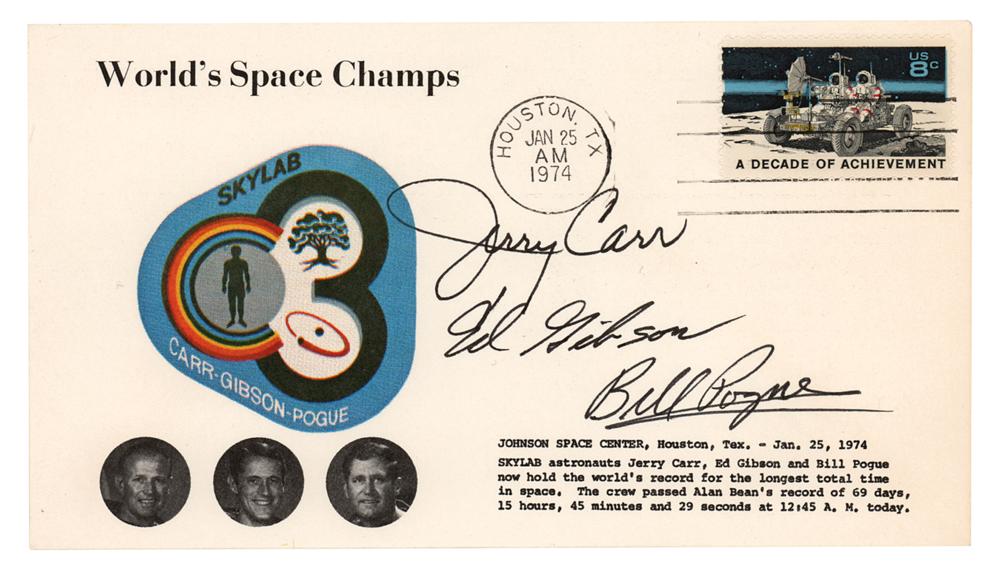 World's Space Champs
US
8c
A DECADE OF ACHIEVEMENT
HOUSTON, TX
JAN 25
AM
1974
SKYLAB
CARR-GIBSON-POGUE
Jerry Carr
Ed Gibson
Bill Pogue
JOHNSON SPACE CENTER, Houston, Tex. - Jan. 25, 1974
SKYLAB astronauts Jerry Carr, Ed Gibson and Bill Pogue
now hold the world's record for the longest total time
in space. The crew passed Alan Bean's record of 69 days,
15 hours, 45 minutes and 29 seconds at 12:45 A. M. today.